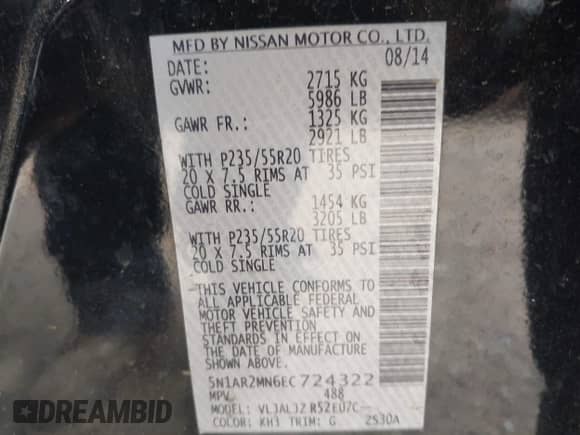 MFD BY NISSAN MOTOR CO., LTD.
DATE: 08/14
GVWR: 2715 KG
5986 LB
GAWR FR.: 1325 KG
2921 LB
WITH P235/55R20 TIRES
20 X 7.5 RIMS AT 35 PSI
COLD SINGLE
GAWR RR.: 1454 KG
3205 LB
WITH P235/55R20 TIRES
20 X 7.5 RIMS AT 35 PSI
COLD SINGLE
THIS VEHICLE CONFORMS TO
ALL APPLICABLE FEDERAL
MOTOR VEHICLE SAFETY AND
THEFT PREVENTION
STANDARDS IN EFFECT ON
THE DATE OF MANUFACTURE
SHOWN ABOVE.
5N1AR2MN6EC724322
MPV 488
MODEL: VLJALJZ R52EU7C-
COLOR: KH3 TRIM: G 2S30A
autobidmaster